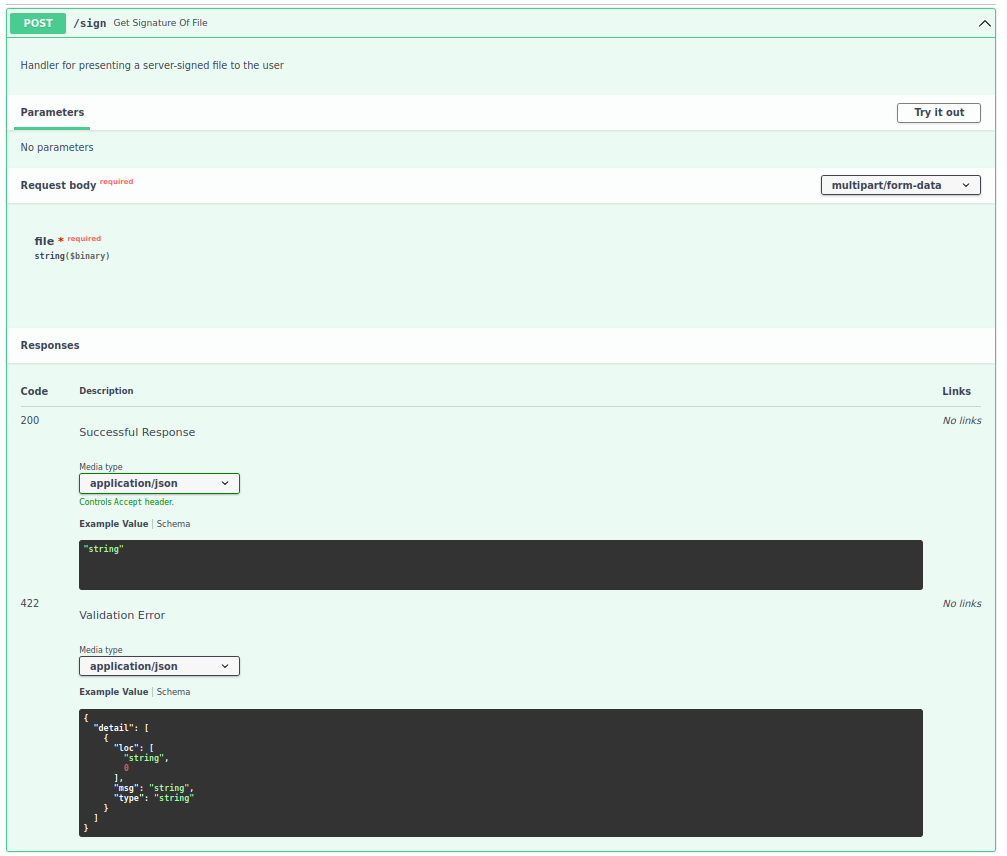 POST /sign Get Signature Of File
Handler for presenting a server-signed file to the user
Parameters Try it out
No parameters
Request body required multipart/form-data
file * required
string($binary)
Responses
Code Description Links
200 No links
Successful Response
Media type
application/json
Controls Accept header.
Example Value Schema
"string"
422 No links
Validation Error
Media type
application/json
Example Value Schema
{
  "detail": [
    {
      "loc": [
        "string",
        0
      ],
      "msg": "string",
      "type": "string"
    }
  ]
}